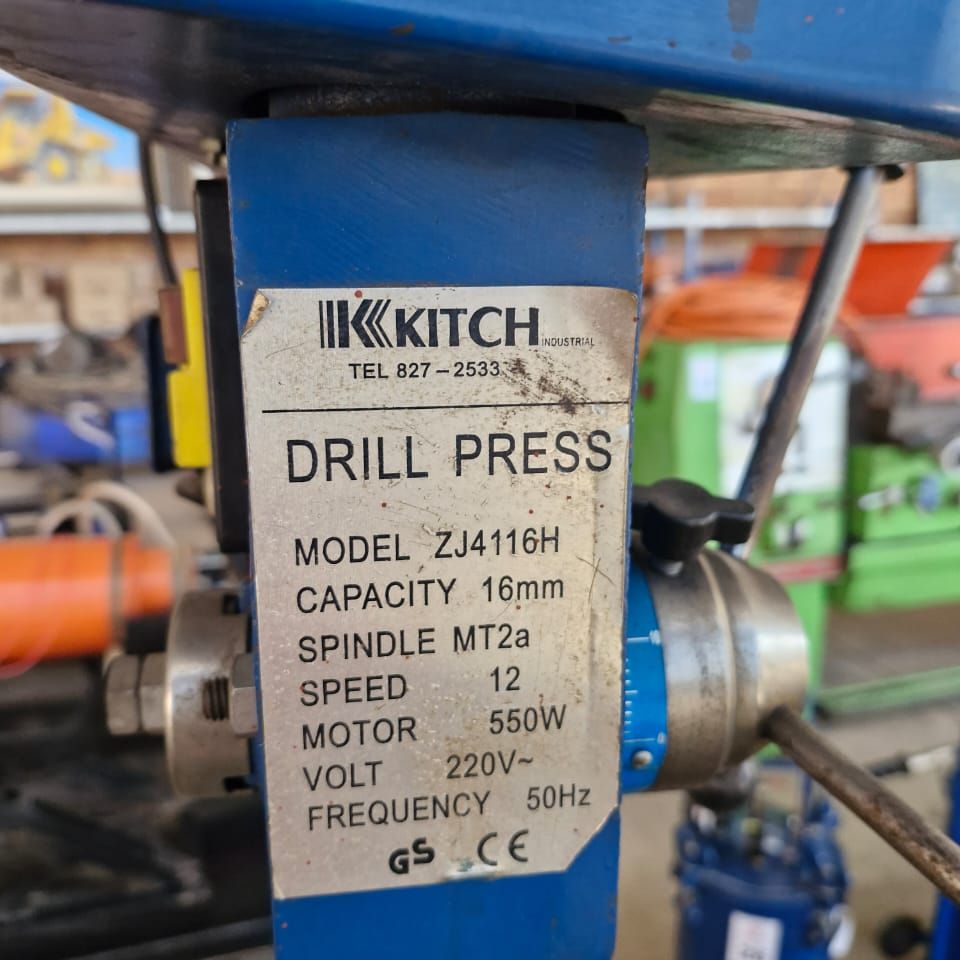 KITCH INDUSTRIAL
TEL 827-2533
DRILL PRESS
MODEL ZJ4116H
CAPACITY 16mm
SPINDLE MT2a
SPEED 12
MOTOR 550W
VOLT 220V~
FREQUENCY 50Hz
GS CE